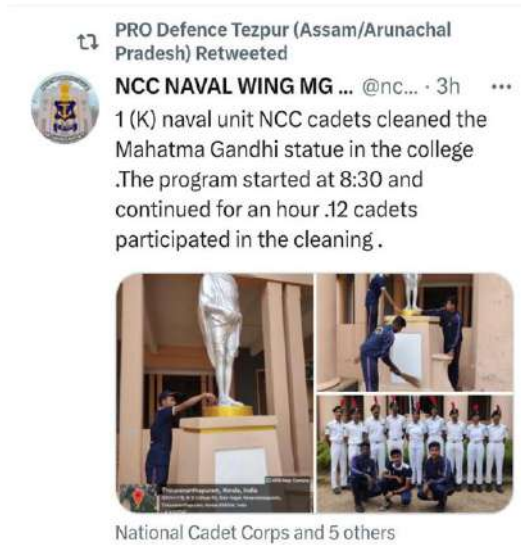 PRO Defence Tezpur (Assam/Arunachal
Pradesh) Retweeted
NCC NAVAL WING MG ... @nc... · 3h
1 (K) naval unit NCC cadets cleaned the
Mahatma Gandhi statue in the college
.The program started at 8:30 and
continued for an hour .12 cadets
participated in the cleaning .
Thiruvananthapuram, Kerala, India
National Cadet Corps and 5 others